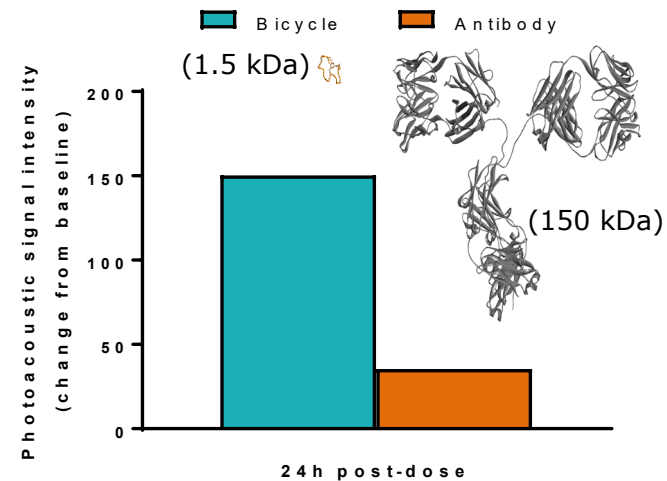 Bicycle
Antibody
(1.5 kDa)
(150 kDa)
Photoacoustic signal intensity
(change from baseline)
200
150
100
50
0
24h post-dose